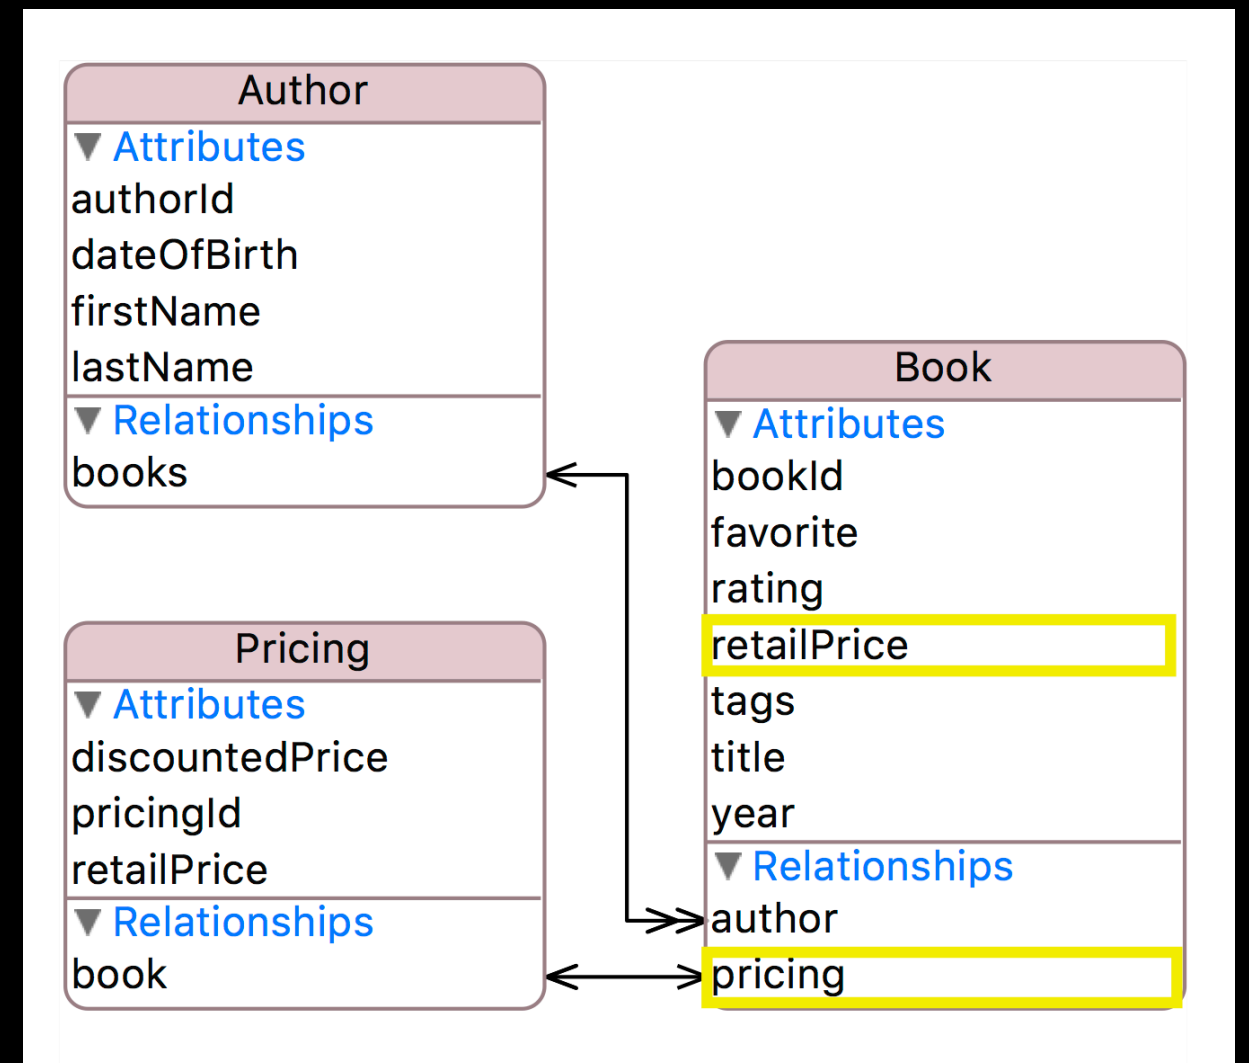 Author
Attributes
authorId
dateOfBirth
firstName
lastName
Relationships
books
Pricing
Attributes
discountedPrice
pricingId
retailPrice
Relationships
book
Book
Attributes
bookId
favorite
rating
retailPrice
tags
title
year
Relationships
author
pricing